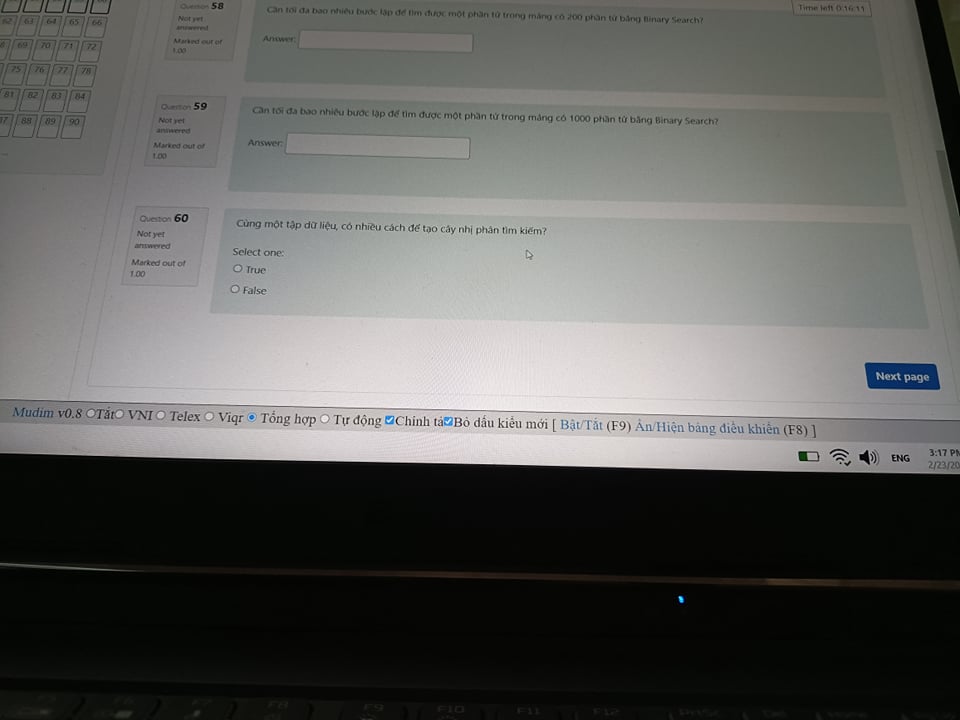 62 63 64 65 66
69 70 71 72
75 76 77 78
81 82 83 84
88 89 90
Time left 0:16:11
Question 58
Not yet
answered
Marked out of
1.00
Cần tối đa bao nhiêu bước lặp để tìm được một phần tử trong mảng có 200 phần tử bằng Binary Search?
Answer:
Question 59
Not yet
answered
Marked out of
1.00
Cần tối đa bao nhiêu bước lặp để tìm được một phần tử trong mảng có 1000 phần tử bằng Binary Search?
Answer:
Question 60
Not yet
answered
Marked out of
1.00
Cùng một tập dữ liệu, có nhiều cách để tạo cây nhị phân tìm kiếm?
Select one:
True
False
Next page
Mudim v0.8 Tắt VNI Telex Viqr Tổng hợp Tự động Chính tả Bỏ dấu kiểu mới [ Bật/Tắt (F9) Ẩn/Hiện bảng điều khiển (F8) ]
ENG
3:17 PM
2/23/20
F8 F9 F10 F11 F12